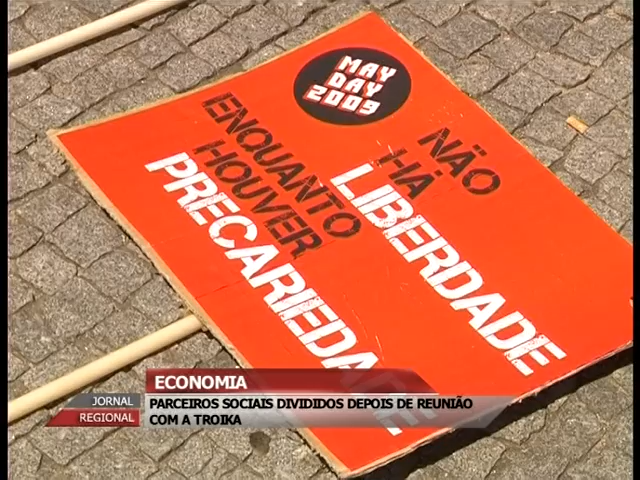 MAY
DAY
2009
NÃO
HÁ
LIBERDADE
ENQUANTO
HOUVER
PRECARIEDADE
ECONOMIA
JORNAL
REGIONAL
PARCEIROS SOCIAIS DIVIDIDOS DEPOIS DE REUNIÃO
COM A TROIKA